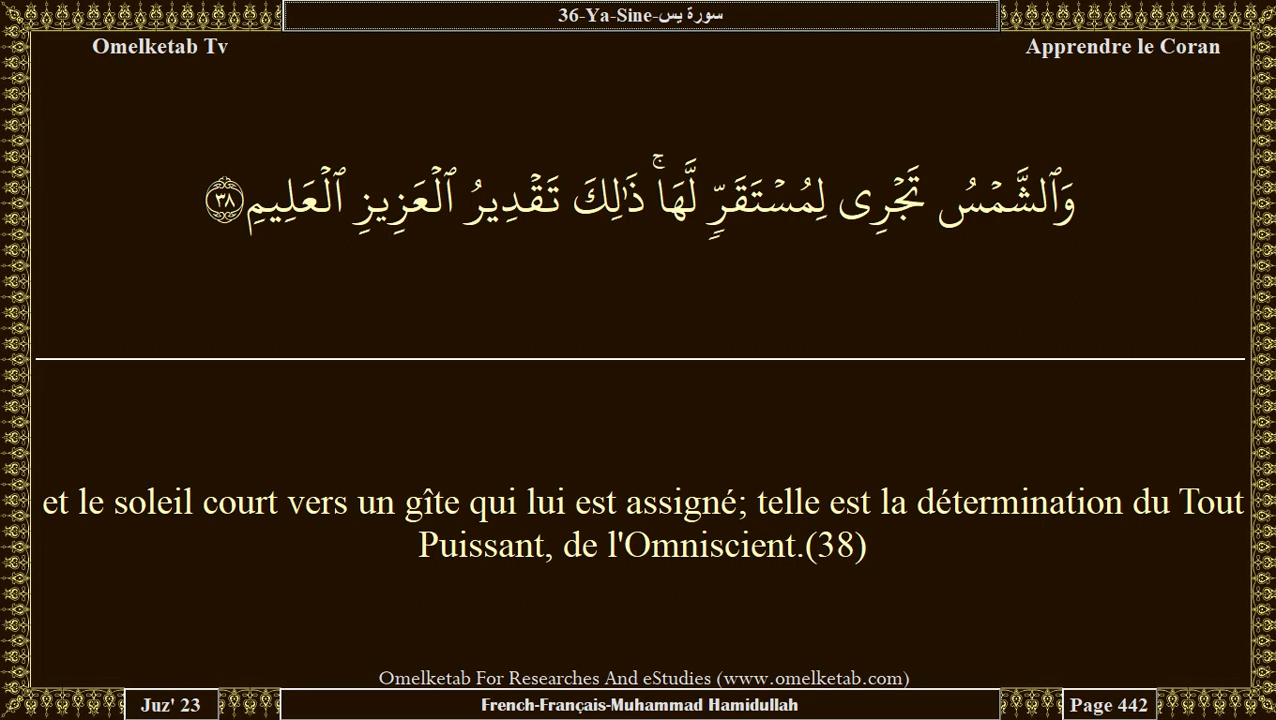 36-Ya-Sine-سورة يس
Omelketab Tv
Apprendre le Coran
وَٱلشَّمْسُ تَجْرِى لِمُسْتَقَرٍّ لَّهَا ۚ ذَٰلِكَ تَقْدِيرُ ٱلْعَزِيزِ ٱلْعَلِيمِ ٣٨
et le soleil court vers un gîte qui lui est assigné; telle est la détermination du Tout
Puissant, de l'Omniscient.(38)
Omelketab For Researches And eStudies (www.omelketab.com)
Juz' 23
French-Français-Muhammad Hamidullah
Page 442